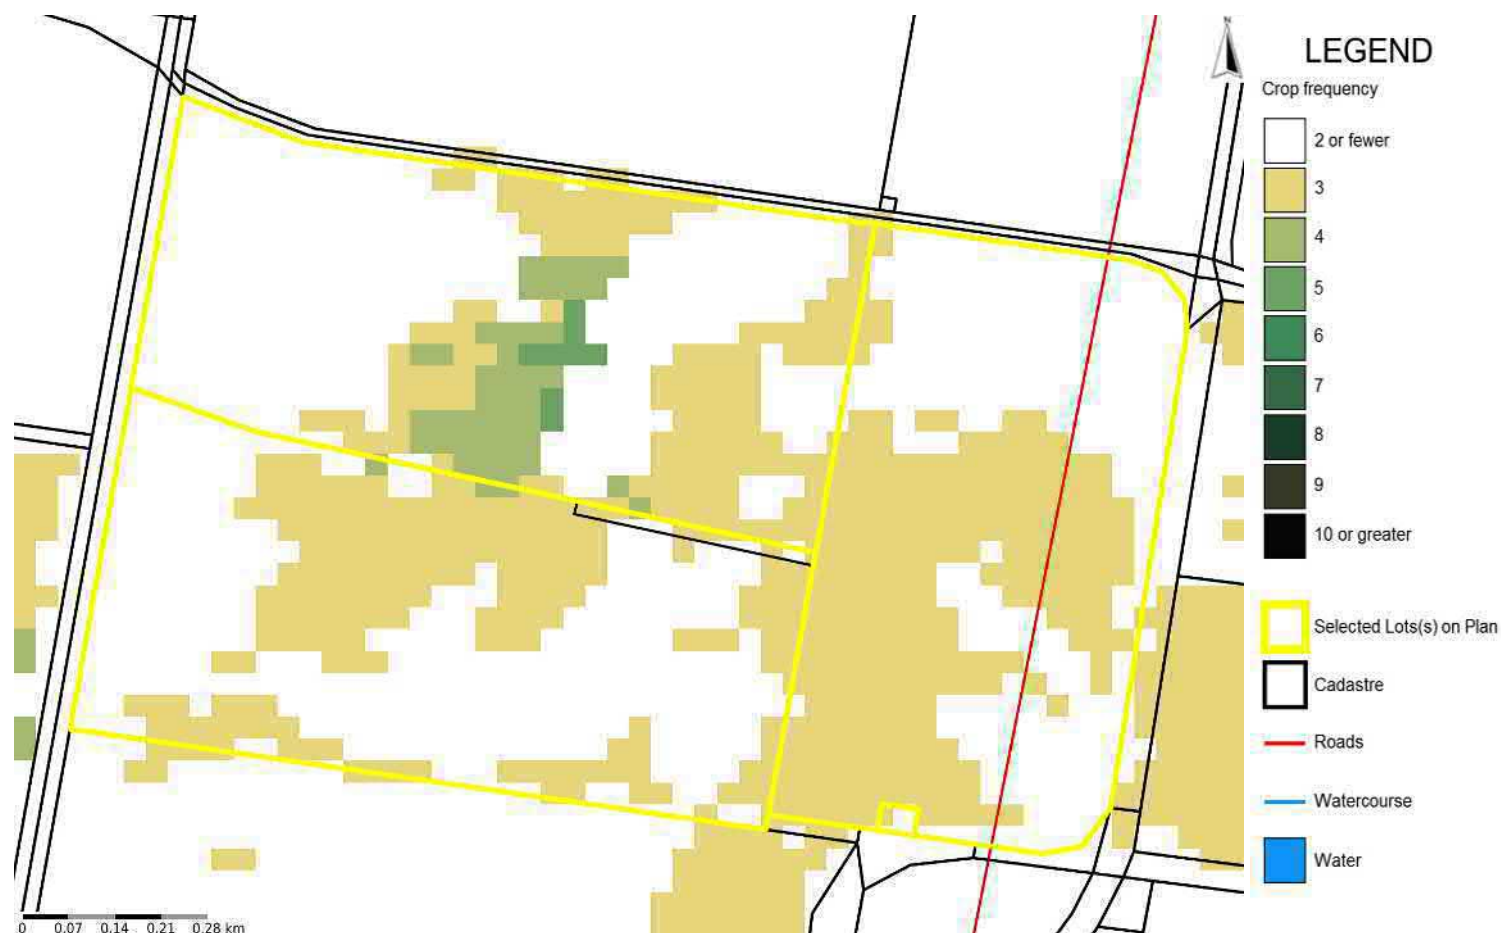 N
LEGEND
Crop frequency
2 or fewer
3
4
5
6
7
8
9
10 or greater
Selected Lots(s) on Plan
Cadastre
Roads
Watercourse
Water
0 0.07 0.14 0.21 0.28 km